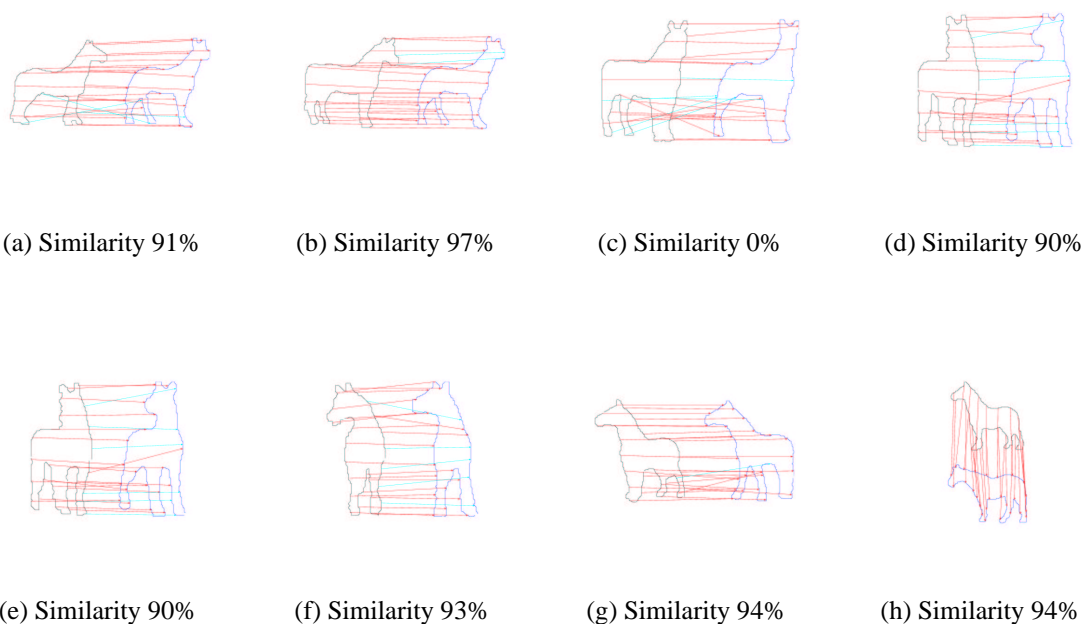 (a) Similarity 91%
(b) Similarity 97%
(c) Similarity 0%
(d) Similarity 90%
(e) Similarity 90%
(f) Similarity 93%
(g) Similarity 94%
(h) Similarity 94%